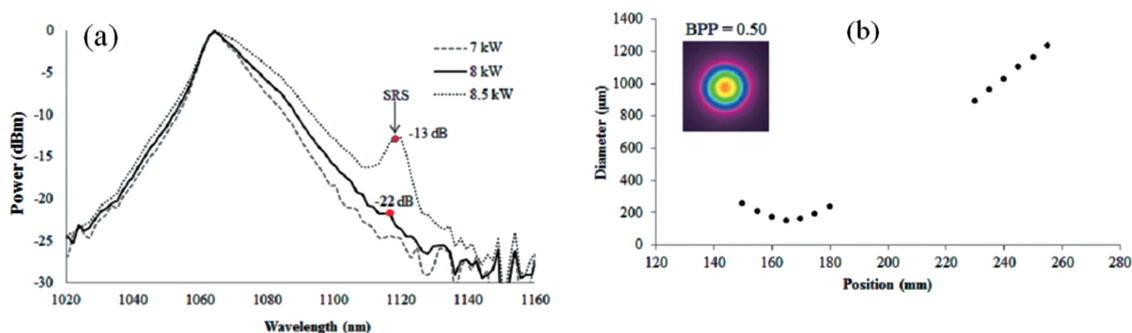 (a)
0
-5
-10
-15
-20
-25
-30
Power (dBm)
1020 1040 1060 1080 1100 1120 1140 1160
Wavelength (nm)
7 kW
8 kW
8.5 kW
SRS
-13 dB
-22 dB
(b)
BPP = 0.50
1400
1200
1000
800
600
400
200
0
Diameter (µm)
120 140 160 180 200 220 240 260 280
Position (mm)